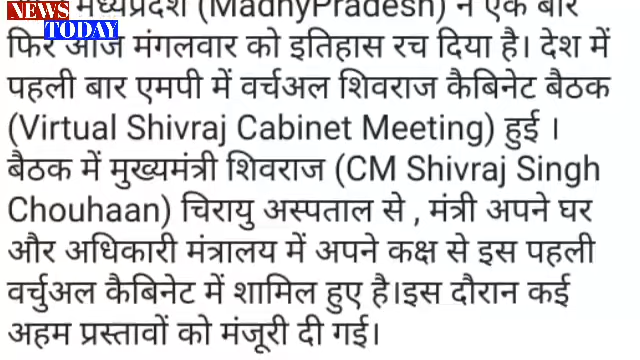 NEWS
TODAY
मध्यप्रदेश (MadhyPradesh) ने एक बार
फिर आज मंगलवार को इतिहास रच दिया है। देश में
पहली बार एमपी में वर्चअल शिवराज कैबिनेट बैठक
(Virtual Shivraj Cabinet Meeting) हुई ।
बैठक में मुख्यमंत्री शिवराज (CM Shivraj Singh
Chouhaan) चिरायु अस्पताल से , मंत्री अपने घर
और अधिकारी मंत्रालय में अपने कक्ष से इस पहली
वर्चुअल कैबिनेट में शामिल हुए है।इस दौरान कई
अहम प्रस्तावों को मंजूरी दी गई।